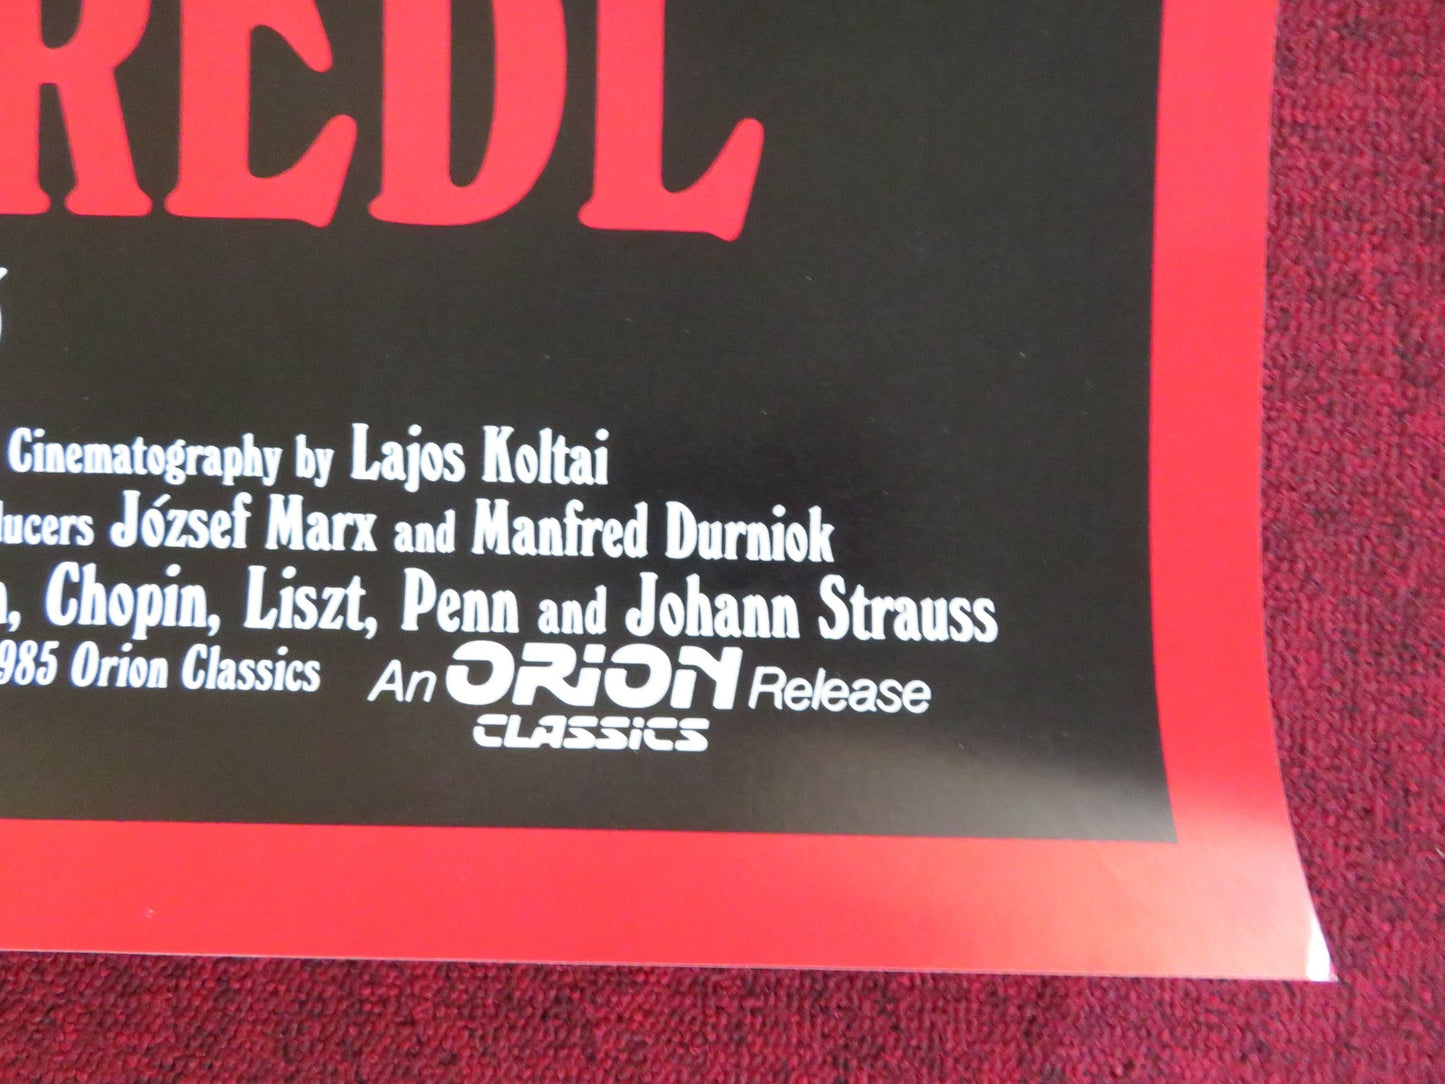 REDL
Cinematography by Lajos Koltai
József Marx and Manfred Durniok
Chopin, Liszt, Penn and Johann Strauss
985 Orion Classics An ORION Release
CLASSICS